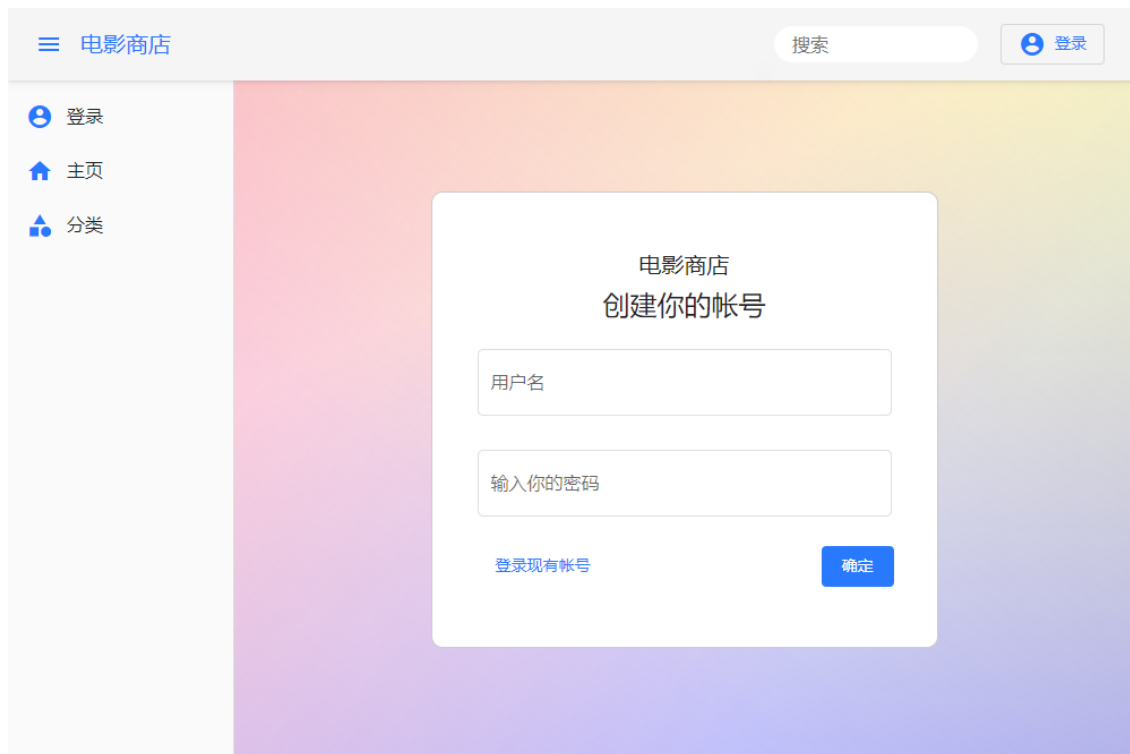 电影商店
搜索
登录
登录
主页
分类
电影商店
创建你的帐号
用户名
输入你的密码
登录现有帐号
确定